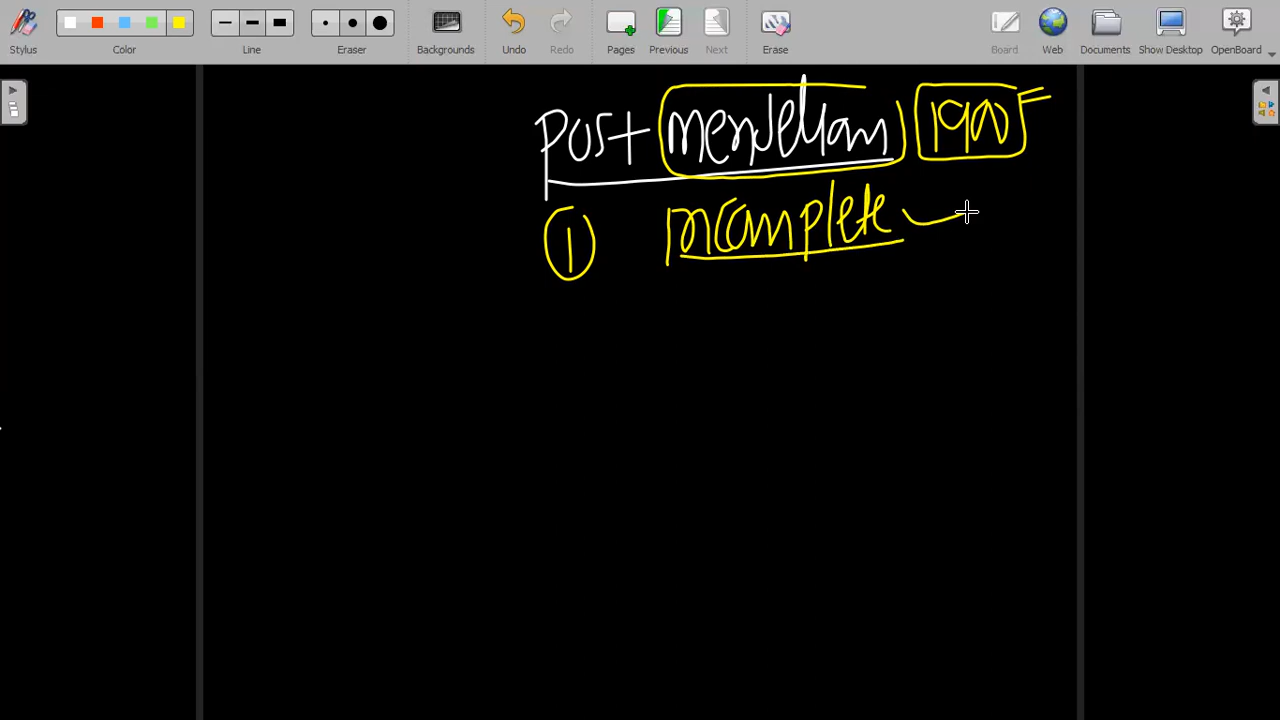 Stylus
Color
Line
Eraser
Backgrounds
Undo
Redo
Pages
Previous
Next
Erase
Board
Web
Documents
Show Desktop
OpenBoard
post mendelian 1900
1 incomplete